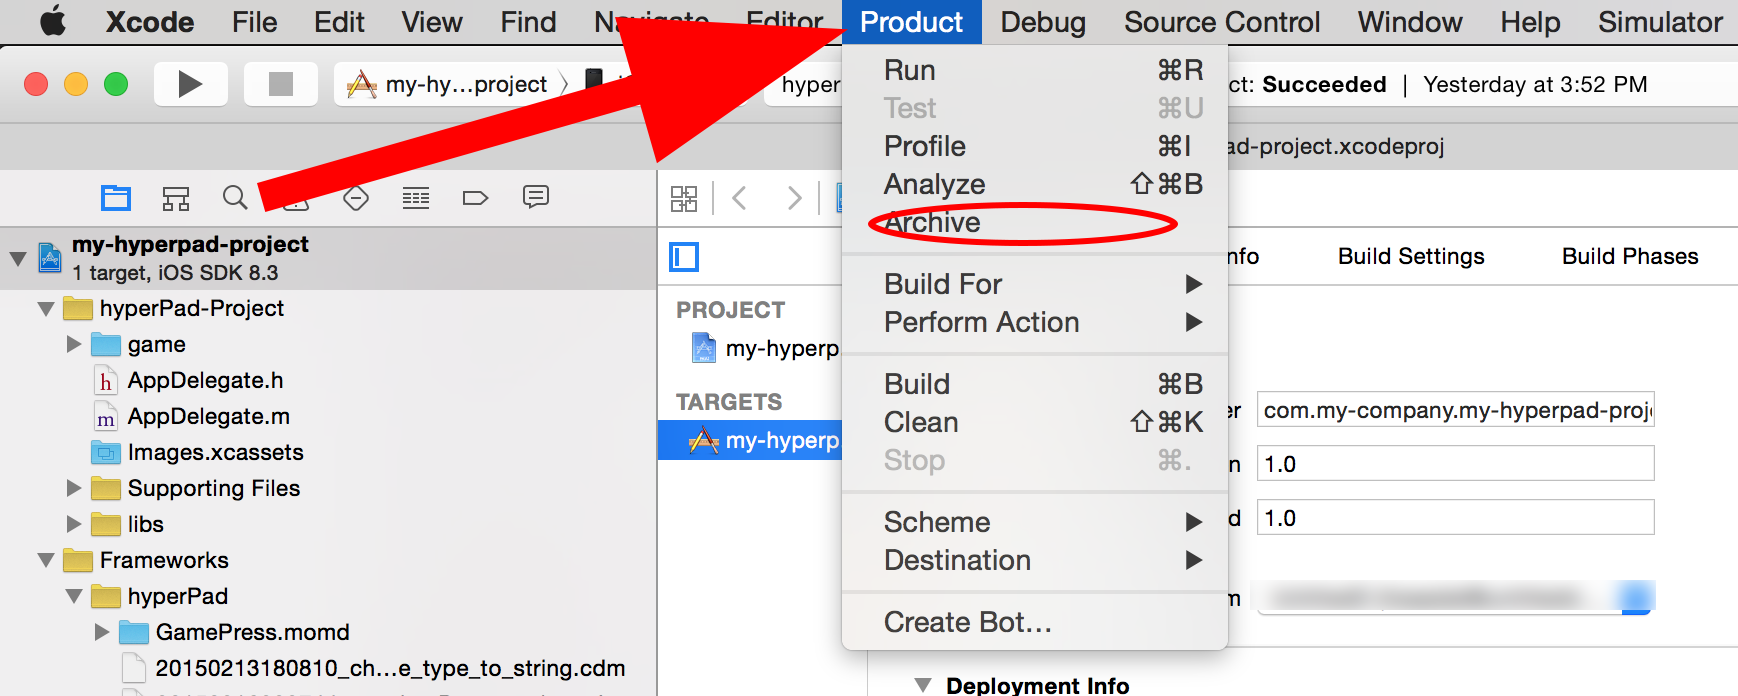 Xcode File Edit View Find Navigate Editor Product Debug Source Control Window Help Simulator
my-hy...project hyper ct: Succeeded | Yesterday at 3:52 PM
ad-project.xcodeproj
my-hyperpad-project
1 target, iOS SDK 8.3
hyperPad-Project
game
AppDelegate.h
AppDelegate.m
Images.xcassets
Supporting Files
libs
Frameworks
hyperPad
GamePress.momd
20150213180810_ch...e_type_to_string.cdm
PROJECT
my-hyperp
TARGETS
my-hyperp
Run ⌘R
Test ⌘U
Profile ⌘I
Analyze ⇧⌘B
Archive
Build For
Perform Action
Build ⌘B
Clean ⇧⌘K
Stop ⌘.
Scheme
Destination
Create Bot...
nfo Build Settings Build Phases
er com.my-company.my-hyperpad-proj
n 1.0
d 1.0
m
Deployment Info